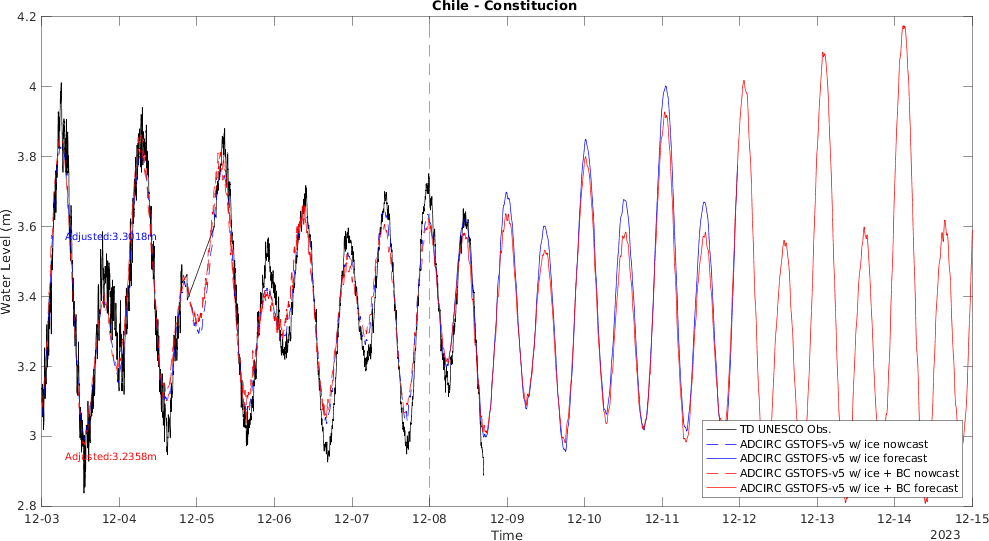 Chile - Constitucion
4.2
4
3.8
3.6
3.4
3.2
3
2.8
Water Level (m)
Adjusted:3.3018m
Adjusted:3.2358m
TD UNESCO Obs.
ADCIRC GSTOFS-v5 w/ ice nowcast
ADCIRC GSTOFS-v5 w/ ice forecast
ADCIRC GSTOFS-v5 w/ ice + BC nowcast
ADCIRC GSTOFS-v5 w/ ice + BC forecast
12-03 12-04 12-05 12-06 12-07 12-08 12-09 12-10 12-11 12-12 12-13 12-14 12-15
Time
2023